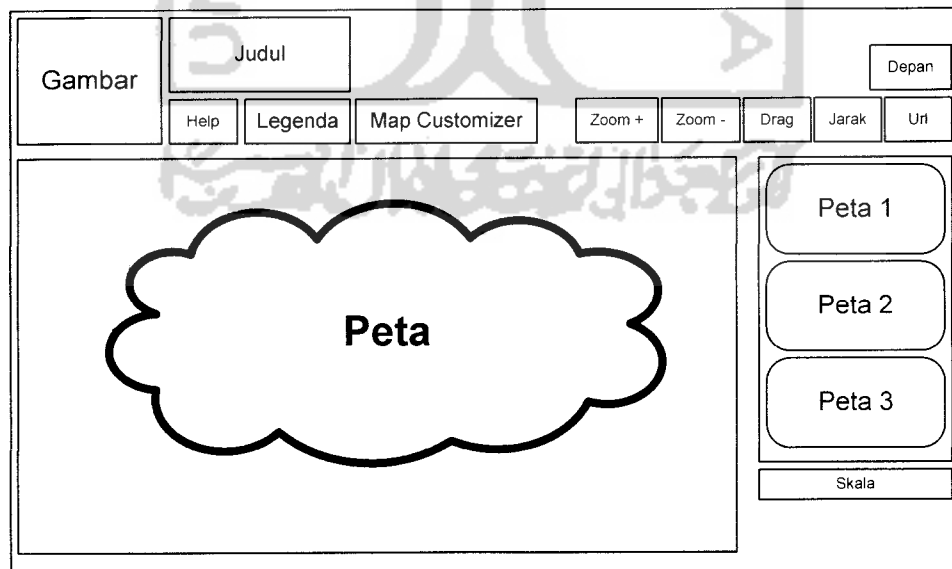 Gambar
Judul
Depan
Help
Legenda
Map Customizer
Zoom +
Zoom -
Drag
Jarak
Url
Peta
Peta 1
Peta 2
Peta 3
Skala